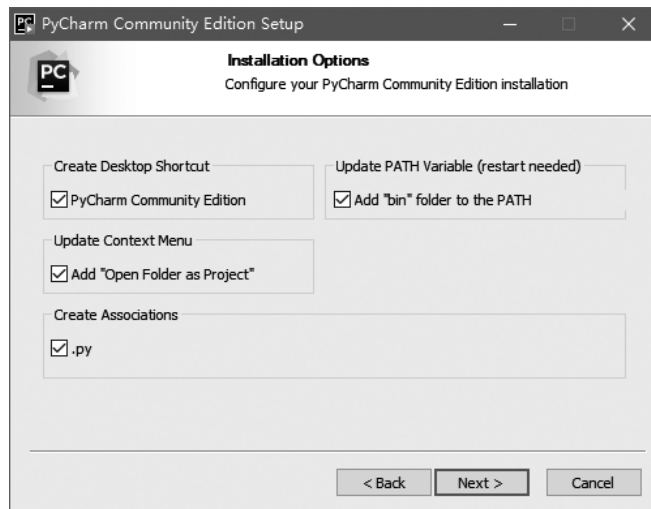 PyCharm Community Edition Setup
PC
Installation Options
Configure your PyCharm Community Edition installation
Create Desktop Shortcut
PyCharm Community Edition
Update PATH Variable (restart needed)
Add "bin" folder to the PATH
Update Context Menu
Add "Open Folder as Project"
Create Associations
.py
< Back
Next >
Cancel